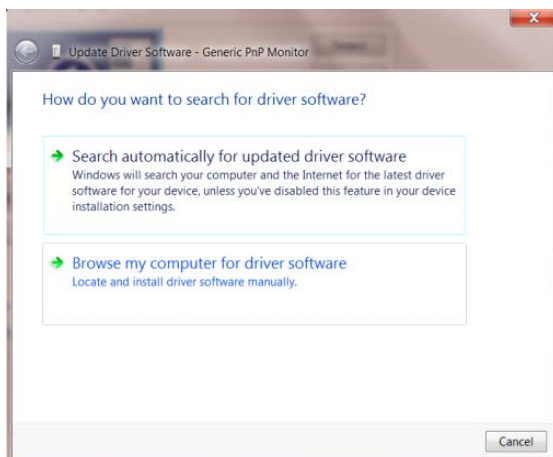 Update Driver Software - Generic PnP Monitor
How do you want to search for driver software?
Search automatically for updated driver software
Windows will search your computer and the Internet for the latest driver
software for your device, unless you've disabled this feature in your device
installation settings.
Browse my computer for driver software
Locate and install driver software manually.
Cancel